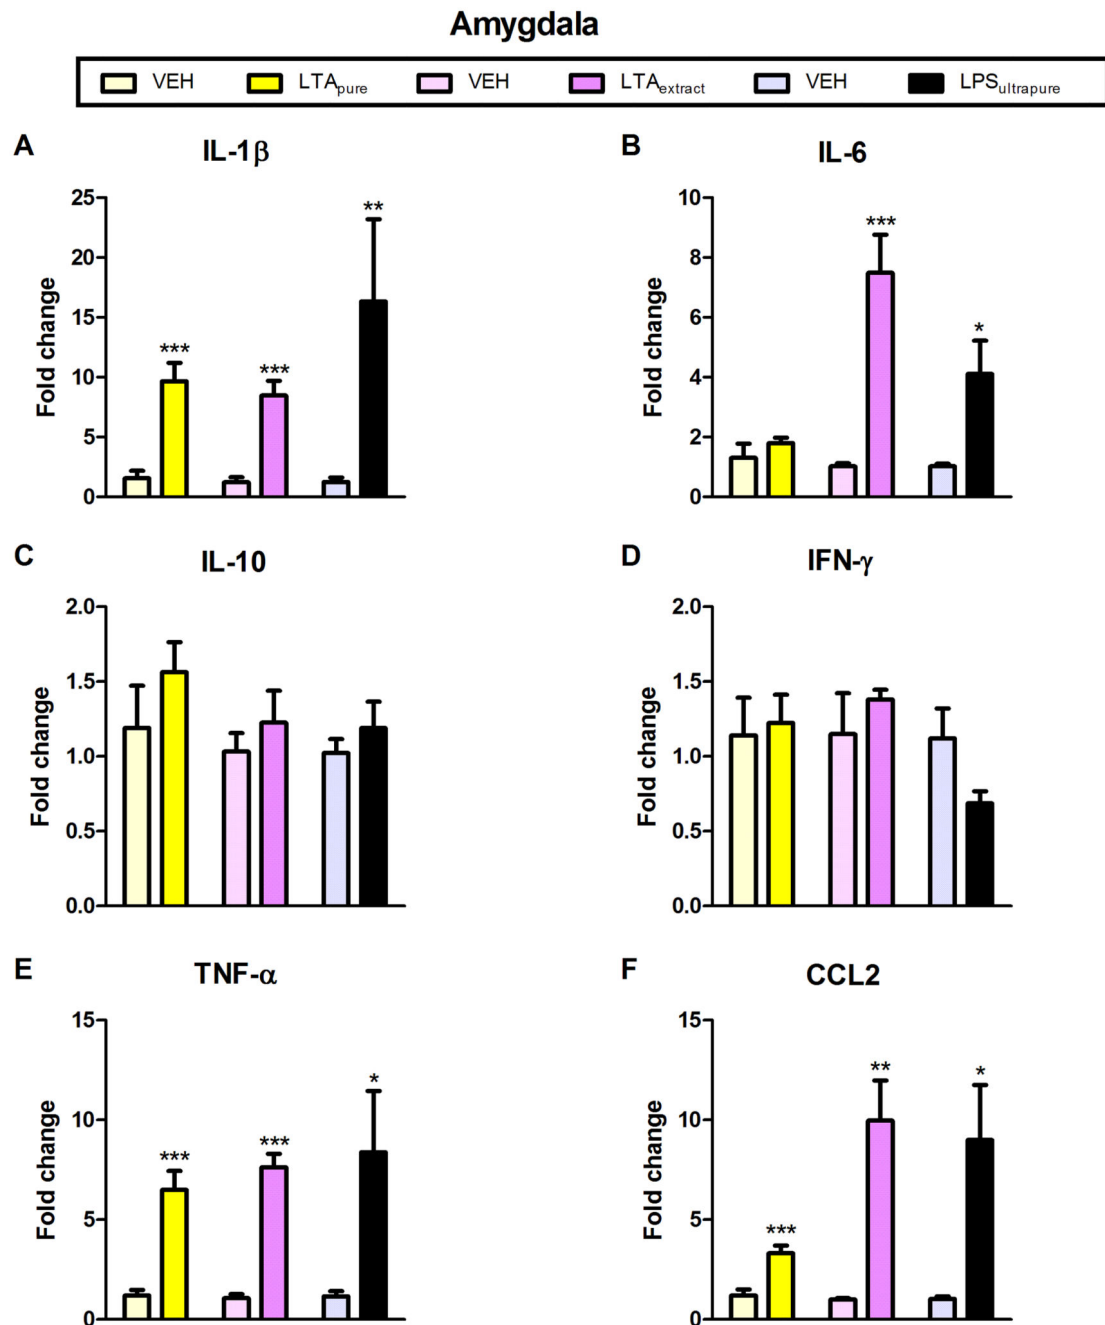 Amygdala
VEH LTApure VEH LTAextract VEH LPSultrapure
A IL-1β
Fold change
25
20
15
10
5
0
***
***
**
B IL-6
Fold change
10
8
6
4
2
0
***
*
C IL-10
Fold change
2.0
1.5
1.0
0.5
0.0
D IFN-γ
Fold change
2.0
1.5
1.0
0.5
0.0
E TNF-α
Fold change
15
10
5
0
***
***
*
F CCL2
Fold change
15
10
5
0
***
**
*